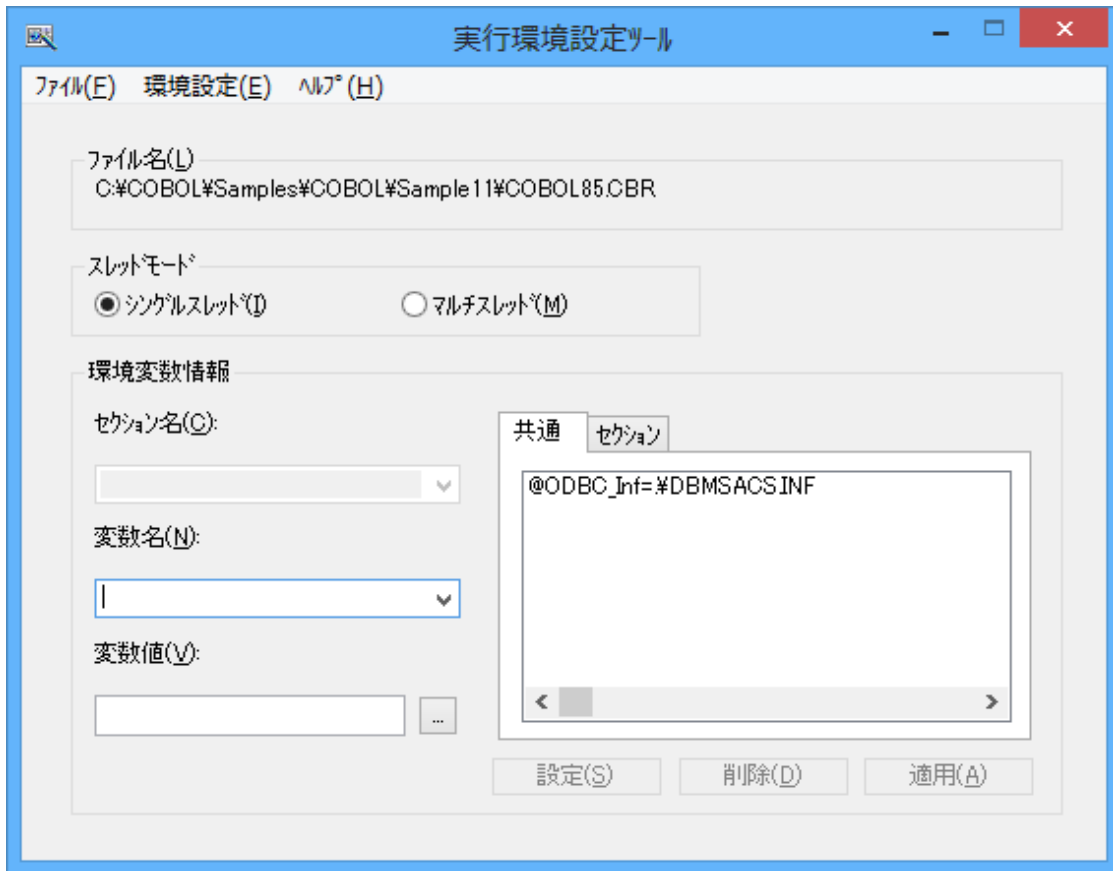 実行環境設定ﾂｰﾙ
ﾌｧｲﾙ(F) 環境設定(E) ﾍﾙﾌﾟ(H)
ﾌｧｲﾙ名(L)
C:¥COBOL¥Samples¥COBOL¥Sample11¥COBOL85.CBR
ｽﾚｯﾄﾞﾓｰﾄﾞ
ｼﾝｸﾞﾙｽﾚｯﾄﾞ(I) ﾏﾙﾁｽﾚｯﾄﾞ(M)
環境変数情報
ｾｸｼｮﾝ名(C):
共通 ｾｸｼｮﾝ
@ODBC_Inf=.¥DBMSACS.INF
変数名(N):
変数値(V):
...
設定(S) 削除(D) 適用(A)